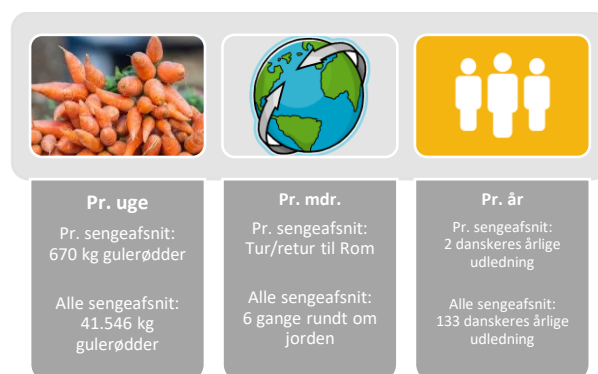 Pr. uge
Pr. sengeafsnit:
670 kg gulerødder
Alle sengeafsnit:
41.546 kg
gulerødder
Pr. mdr.
Pr. sengeafsnit:
Tur/retur til Rom
Alle sengeafsnit:
6 gange rundt om
jorden
Pr. år
Pr. sengeafsnit:
2 danskeres årlige
udledning
Alle sengeafsnit:
133 danskeres årlige
udledning